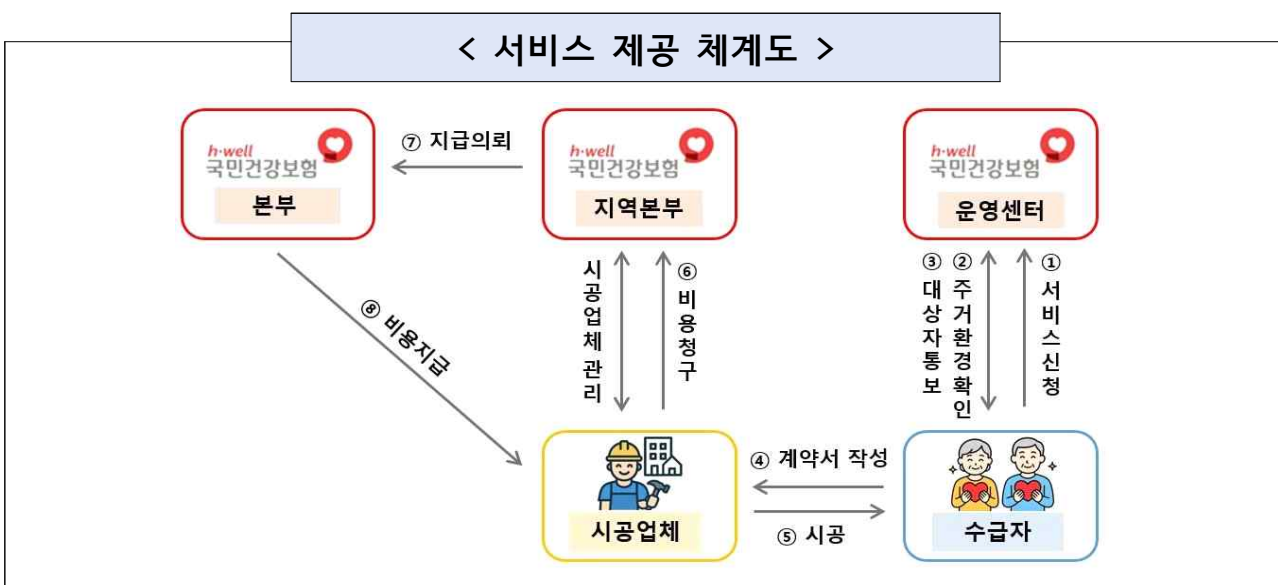 < 서비스 제공 체계도 >
h·well
국민건강보험
본부
⑦ 지급의뢰
h·well
국민건강보험
지역본부
h·well
국민건강보험
운영센터
⑧ 비용지급
시공업체 관리
⑥ 비용청구
③ 대상자통보
② 주거환경확인
① 서비스신청
시공업체
④ 계약서 작성
⑤ 시공
수급자